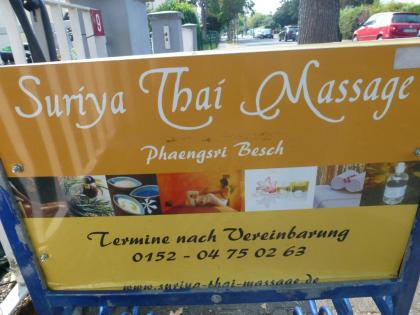 Suriya Thai Massage
Phaengsri Besch
Termine nach Vereinbarung
0152 - 04 75 02 63
www.suriya-thai-massage.de